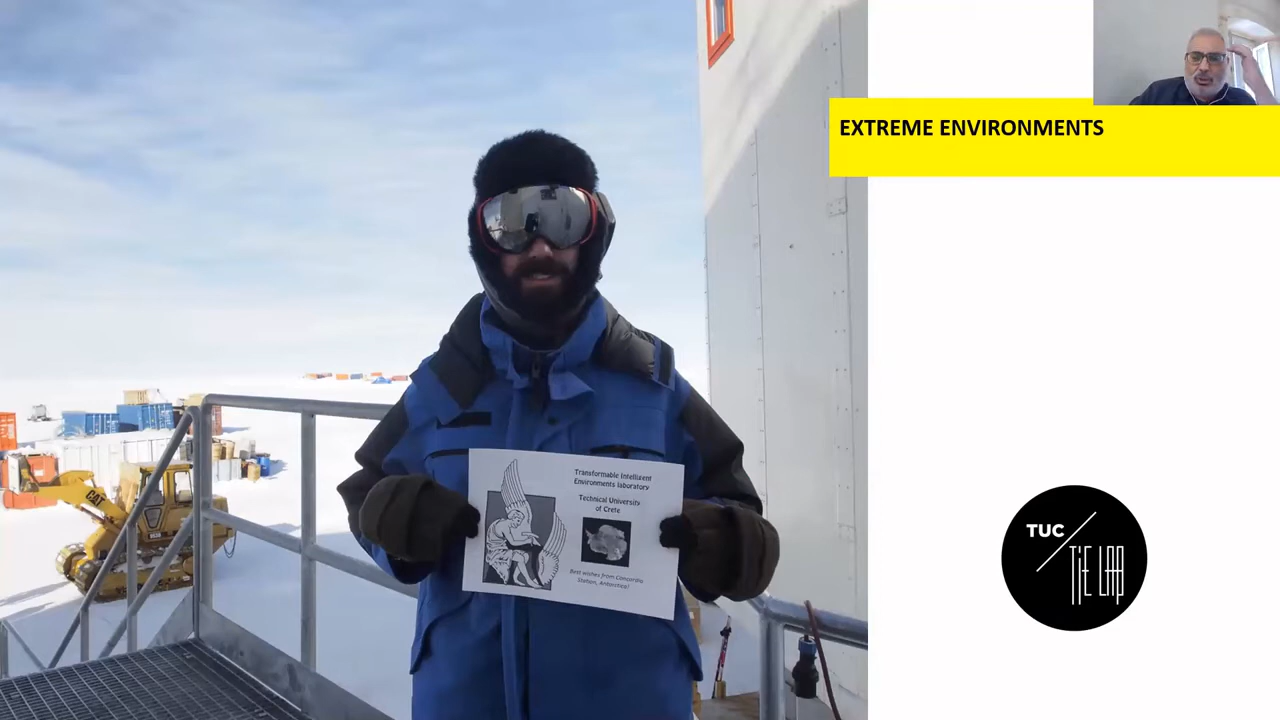 EXTREME ENVIRONMENTS
Transformable Intelligent
Environments laboratory
Technical University
of Crete
Best wishes from Concordia
Station, Antarctica!
CAT
TUC
TIE LAB